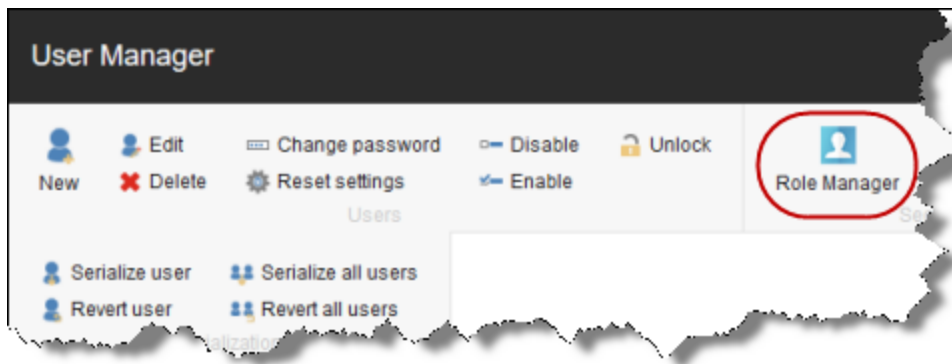 User Manager
New
Edit
Delete
Change password
Reset settings
Disable
Enable
Unlock
Users
Role Manager
Serialize user
Revert user
Serialize all users
Revert all users